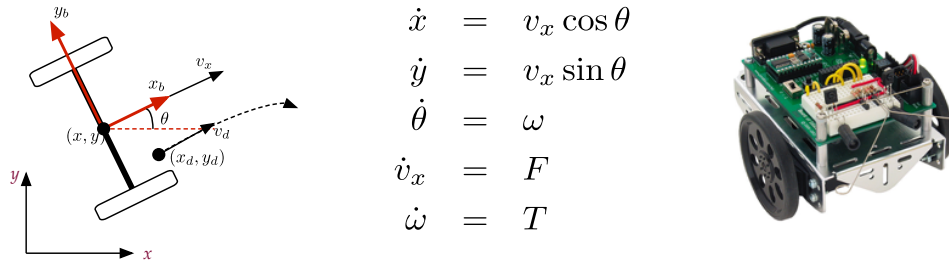 y_b
v_x
x_b
θ
(x, y)
v_d
(x_d, y_d)
y
x
ẋ = v_x cos θ
ẏ = v_x sin θ
θ̇ = ω
v̇_x = F
ω̇ = T